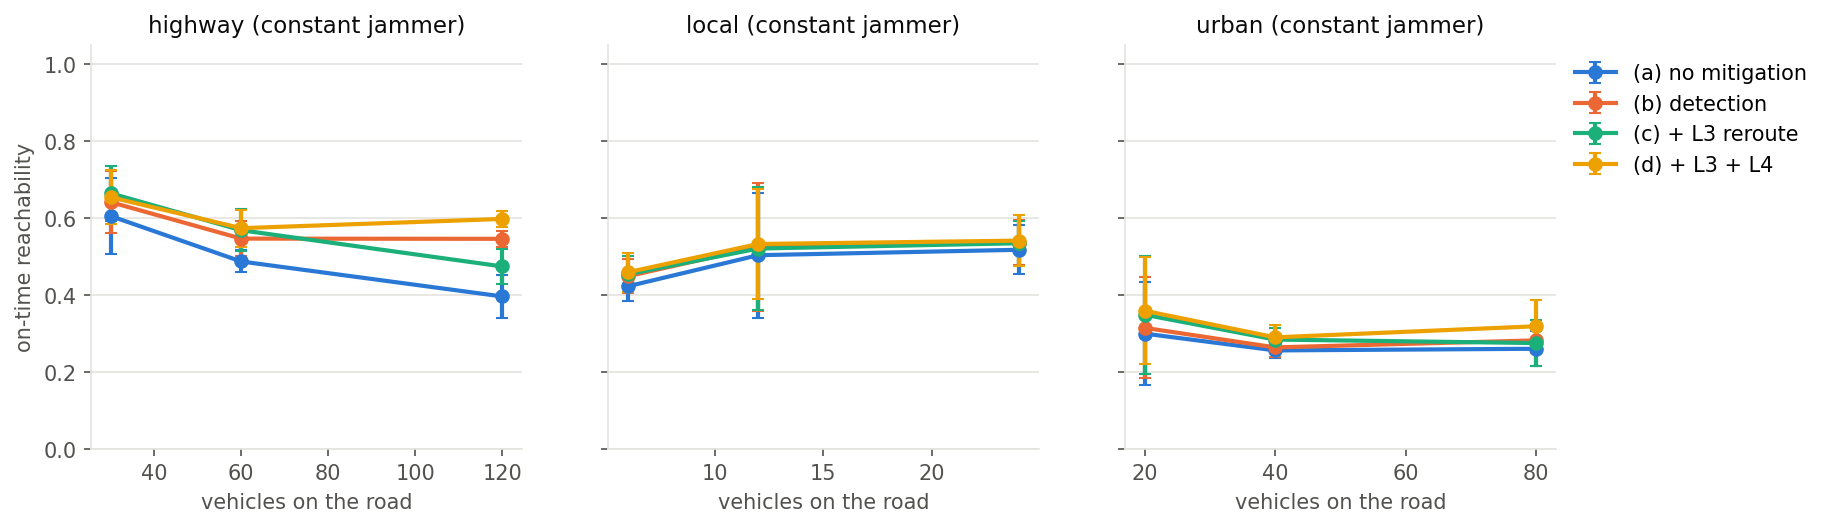 highway (constant jammer)
local (constant jammer)
urban (constant jammer)
on-time reachability
1.0
0.8
0.6
0.4
0.2
0.0
40
60
80
100
120
10
15
20
20
40
60
80
vehicles on the road
vehicles on the road
vehicles on the road
(a) no mitigation
(b) detection
(c) + L3 reroute
(d) + L3 + L4